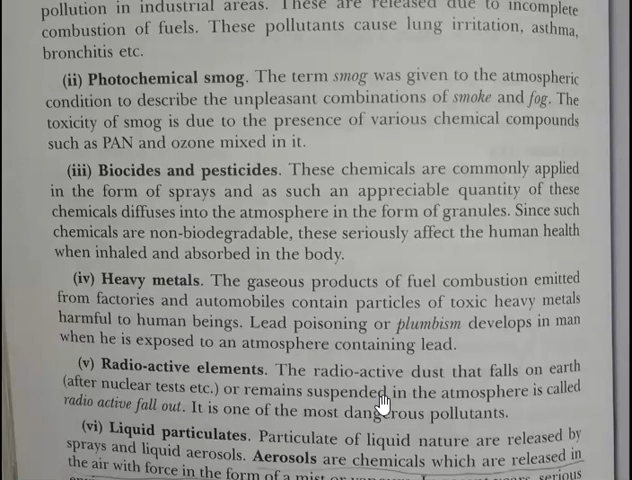 pollution in industrial areas. These are released due to incomplete
combustion of fuels. These pollutants cause lung irritation, asthma,
bronchitis etc.
(ii) Photochemical smog. The term smog was given to the atmospheric
condition to describe the unpleasant combinations of smoke and fog. The
toxicity of smog is due to the presence of various chemical compounds
such as PAN and ozone mixed in it.
(iii) Biocides and pesticides. These chemicals are commonly applied
in the form of sprays and as such an appreciable quantity of these
chemicals diffuses into the atmosphere in the form of granules. Since such
chemicals are non-biodegradable, these seriously affect the human health
when inhaled and absorbed in the body.
(iv) Heavy metals. The gaseous products of fuel combustion emitted
from factories and automobiles contain particles of toxic heavy metals
harmful to human beings. Lead poisoning or plumbism develops in man
when he is exposed to an atmosphere containing lead.
(v) Radio-active elements. The radio-active dust that falls on earth
(after nuclear tests etc.) or remains suspended in the atmosphere is called
radio active fall out. It is one of the most dangerous pollutants.
(vi) Liquid particulates. Particulate of liquid nature are released by
sprays and liquid aerosols. Aerosols are chemicals which are released in
the air with force in the form of a mist or serious